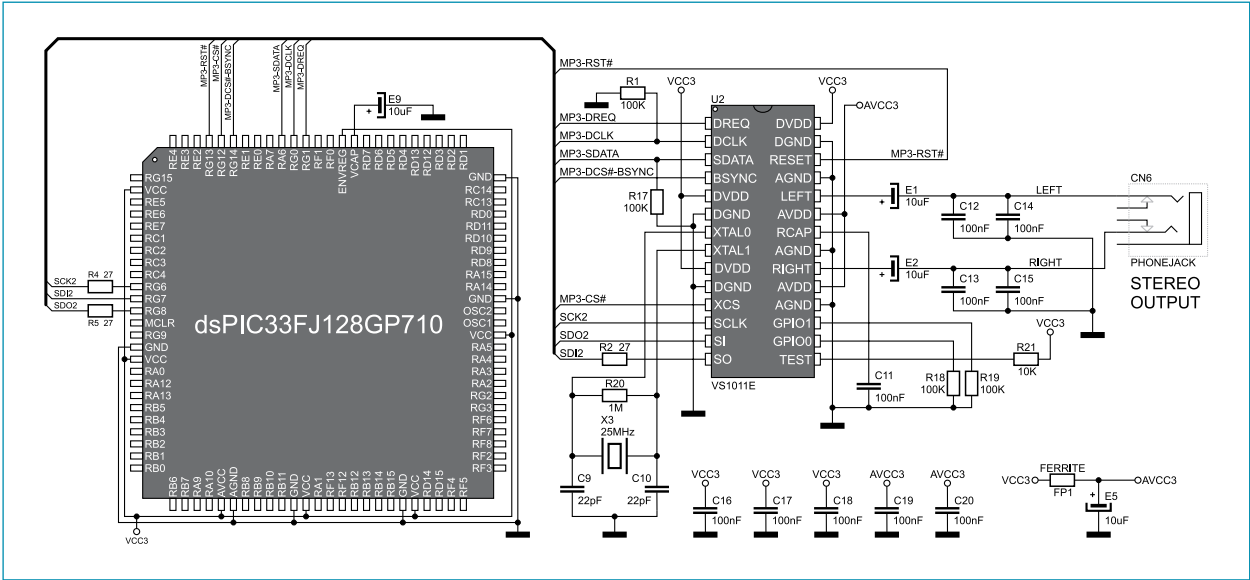 MP3-RST#
MP3-CS#
MP3-DCS#-BSYNC
MP3-SDATA
MP3-DCLK
MP3-DREQ
E9
10uF
+
RE4
RE3
RE2
RG13
RG12
RG14
RE1
RE0
RA7
RA6
RG0
RG1
RF1
RF0
ENVREG
VCAP
RD7
RD6
RD5
RD4
RD13
RD12
RD3
RD2
RD1
RG15
VCC
RE5
RE6
RE7
RC1
RC2
RC3
RC4
RG6
RG7
RG8
MCLR
RG9
GND
VCC
RA0
RA12
RA13
RB5
RB4
RB3
RB2
RB1
RB0
SCK2
SDI2
SDO2
R4 27
R5 27
dsPIC33FJ128GP710
GND
RC14
RC13
RD0
RD11
RD10
RD9
RD8
RA15
RA14
GND
OSC2
OSC1
VCC
RA5
RA4
RA3
RA2
RG2
RG3
RF6
RF7
RF8
RF2
RF3
RB6
RB7
RA9
RA10
AVCC
AGND
RB8
RB9
RB10
RB11
GND
VCC
RA1
RF13
RF12
RB12
RB13
RB14
RB15
GND
VCC
RD14
RD15
RF4
RF5
VCC3
MP3-RST#
R1
100K
VCC3
VCC3
AVCC3
U2
MP3-DREQ
MP3-DCLK
MP3-SDATA
MP3-DCS#-BSYNC
R17
100K
MP3-CS#
SCK2
SDO2
SDI2
R2 27
DREQ
DCLK
SDATA
BSYNC
DVDD
DGND
XTAL0
XTAL1
DVDD
DGND
XCS
SCLK
SI
SO
DVDD
DGND
RESET
AGND
LEFT
AVDD
RCAP
AGND
RIGHT
AVDD
AGND
GPIO1
GPIO0
TEST
VS1011E
MP3-RST#
E1
10uF
+
LEFT
C12
100nF
C14
100nF
E2
10uF
+
RIGHT
C13
100nF
C15
100nF
CN6
PHONEJACK
STEREO
OUTPUT
VCC3
R21
10K
R18
100K
R19
100K
C11
100nF
R20
1M
X3
25MHz
C9
22pF
C10
22pF
VCC3
C16
100nF
VCC3
C17
100nF
VCC3
C18
100nF
AVCC3
C19
100nF
AVCC3
C20
100nF
VCC3
FERRITE
FP1
AVCC3
+
E5
10uF